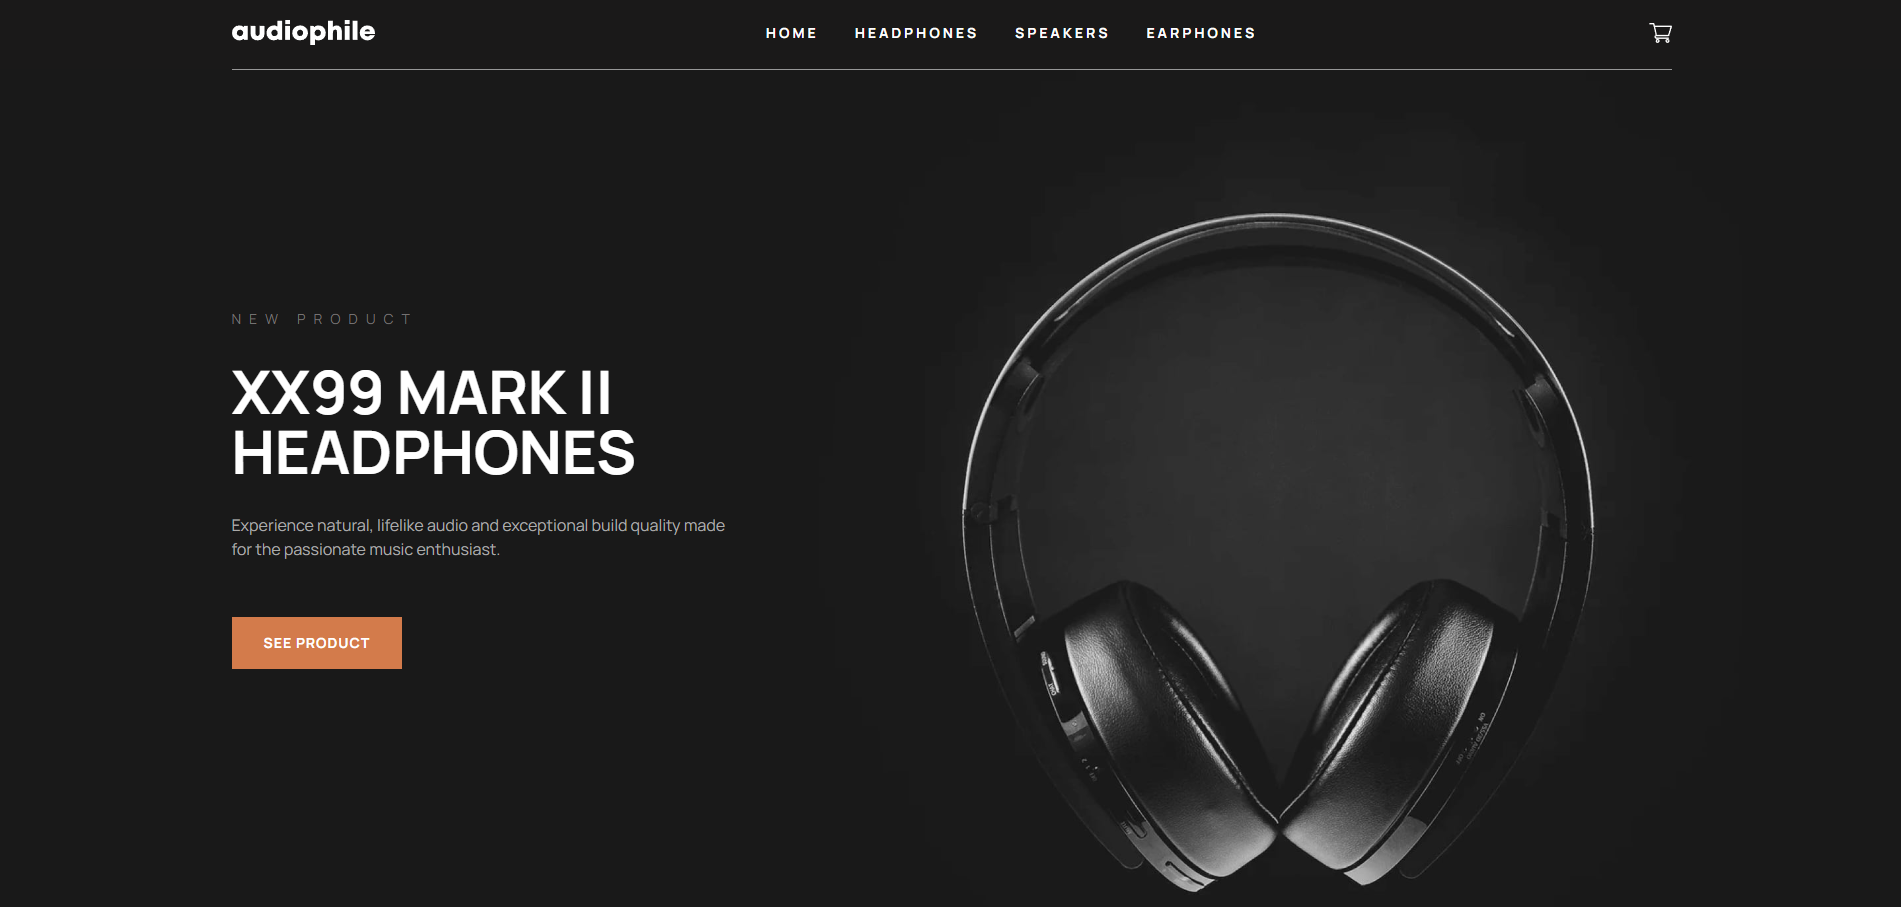 audiophile
HOME HEADPHONES SPEAKERS EARPHONES
NEW PRODUCT
XX99 MARK II
HEADPHONES
Experience natural, lifelike audio and exceptional build quality made
for the passionate music enthusiast.
SEE PRODUCT